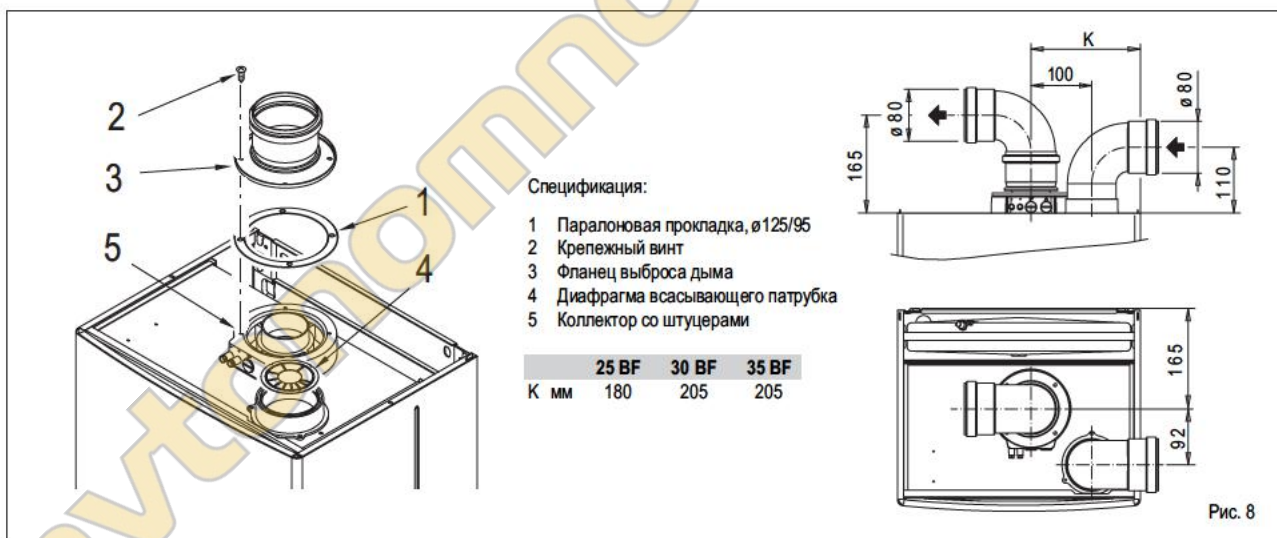 2
3
5
1
4
Спецификация:
1 Паралоновая прокладка, ø125/95
2 Крепежный винт
3 Фланец выброса дыма
4 Диафрагма всасывающего патрубка
5 Коллектор со штуцерами
25 BF 30 BF 35 BF
K мм 180 205 205
K
100
ø 80
ø 80
165
110
165
92
Рис. 8